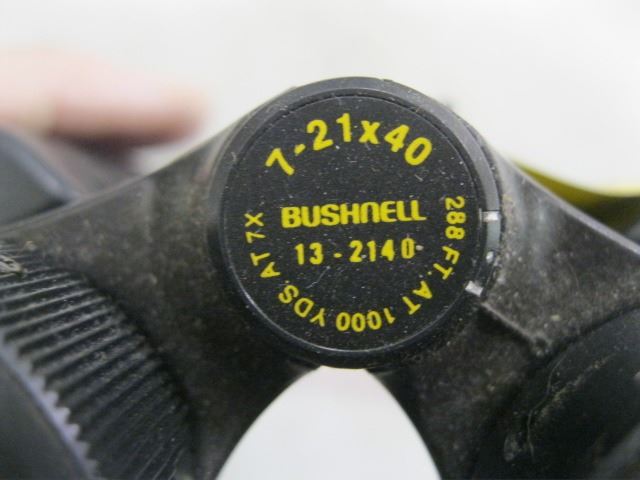 7-21x40
BUSHNELL
13-2140
288 FT. AT 1000 YDS AT 7X